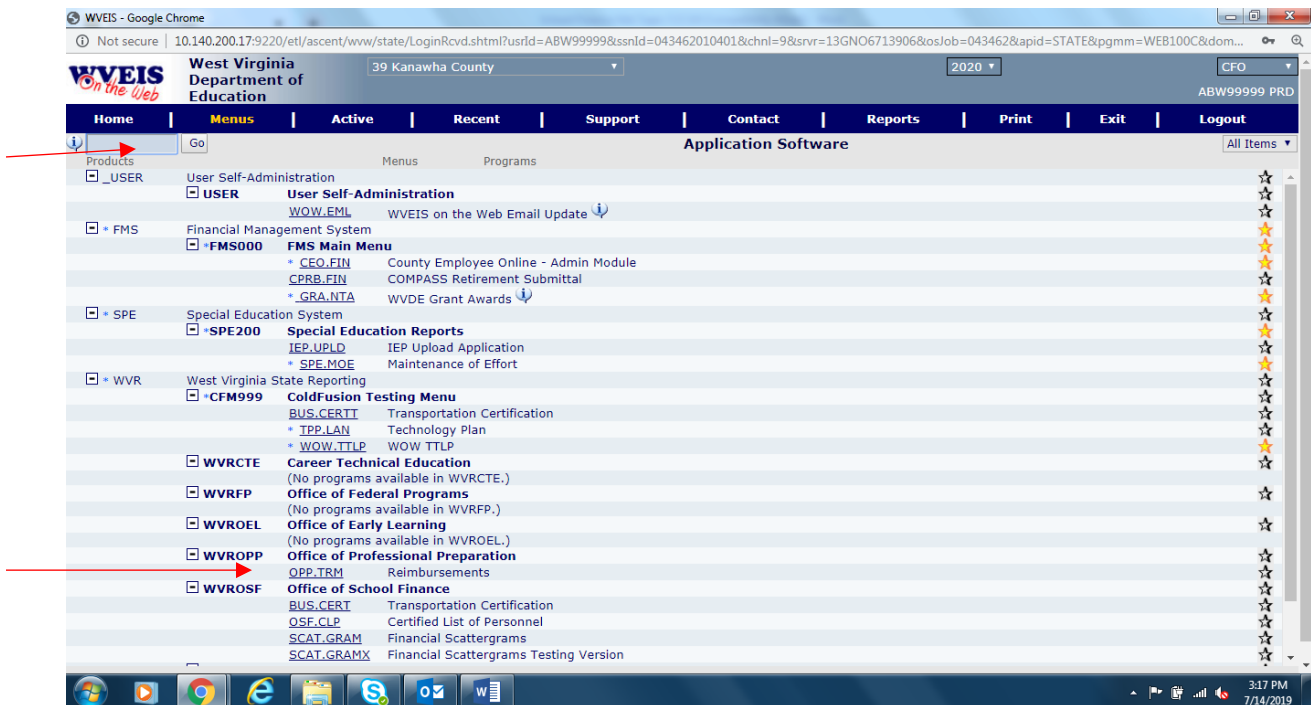 WVEIS - Google Chrome
Not secure | 10.140.200.17:9220/etl/ascent/wvw/state/LoginRcvd.shtml?usrId=ABW99999&ssnId=043462010401&chnl=9&srvr=13GNO6713906&osJob=043462&apid=STATE&pgmm=WEB100C&dom...
WVEIS On the Web West Virginia Department of Education 39 Kanawha County 2020 CFO
ABW99999 PRD
Home | Menus | Active | Recent | Support | Contact | Reports | Print | Exit | Logout
Go Application Software All Items
Products Menus Programs
_USER User Self-Administration
USER User Self-Administration
WOW.EML WVEIS on the Web Email Update
* FMS Financial Management System
*FMS000 FMS Main Menu
* CEO.FIN County Employee Online - Admin Module
CPRB.FIN COMPASS Retirement Submittal
* GRA.NTA WVDE Grant Awards
* SPE Special Education System
*SPE200 Special Education Reports
IEP.UPLD IEP Upload Application
* SPE.MOE Maintenance of Effort
* WVR West Virginia State Reporting
*CFM999 ColdFusion Testing Menu
BUS.CERTT Transportation Certification
* TPP.LAN Technology Plan
* WOW.TTLP WOW TTLP
WVRCTE Career Technical Education
(No programs available in WVRCTE.)
WVRFP Office of Federal Programs
(No programs available in WVRFP.)
WVROEL Office of Early Learning
(No programs available in WVROEL.)
WVROPP Office of Professional Preparation
OPP.TRM Reimbursements
WVROSF Office of School Finance
BUS.CERT Transportation Certification
OSF.CLP Certified List of Personnel
SCAT.GRAM Financial Scattergrams
SCAT.GRAMX Financial Scattergrams Testing Version
3:17 PM
7/14/2019